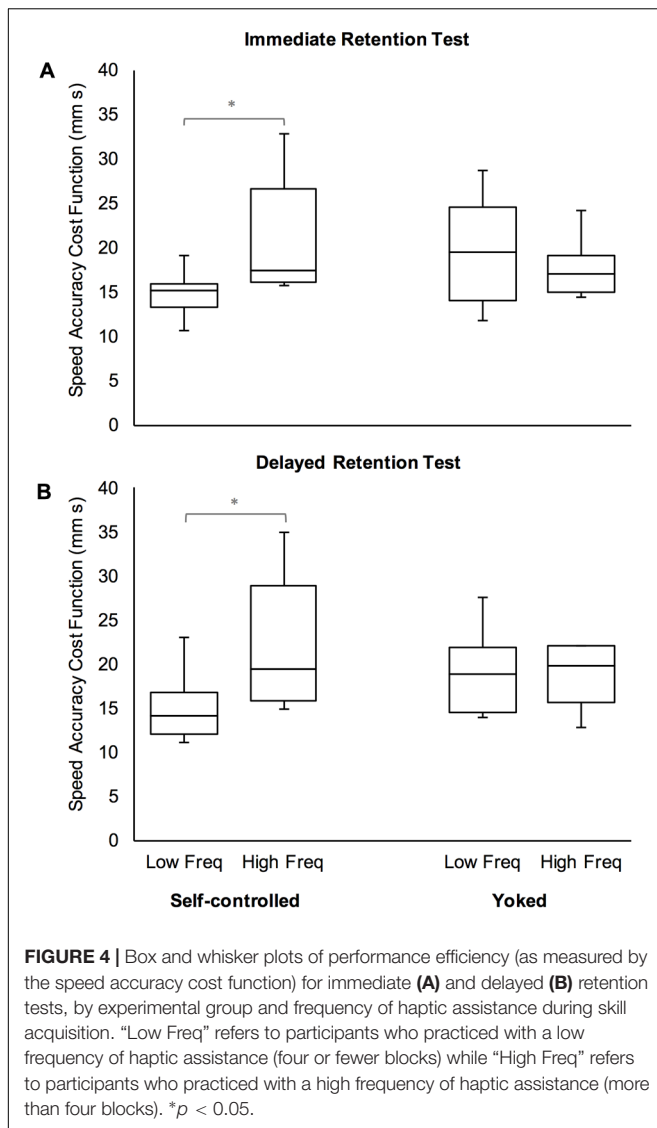 Immediate Retention Test
A
Speed Accuracy Cost Function (mm s)
40
35
30
25
20
15
10
5
0
*
Delayed Retention Test
B
Speed Accuracy Cost Function (mm s)
40
35
30
25
20
15
10
5
0
*
Low Freq High Freq Low Freq High Freq
Self-controlled Yoked
FIGURE 4 | Box and whisker plots of performance efficiency (as measured by
the speed accuracy cost function) for immediate (A) and delayed (B) retention
tests, by experimental group and frequency of haptic assistance during skill
acquisition. “Low Freq” refers to participants who practiced with a low
frequency of haptic assistance (four or fewer blocks) while “High Freq” refers
to participants who practiced with a high frequency of haptic assistance (more
than four blocks). *p < 0.05.